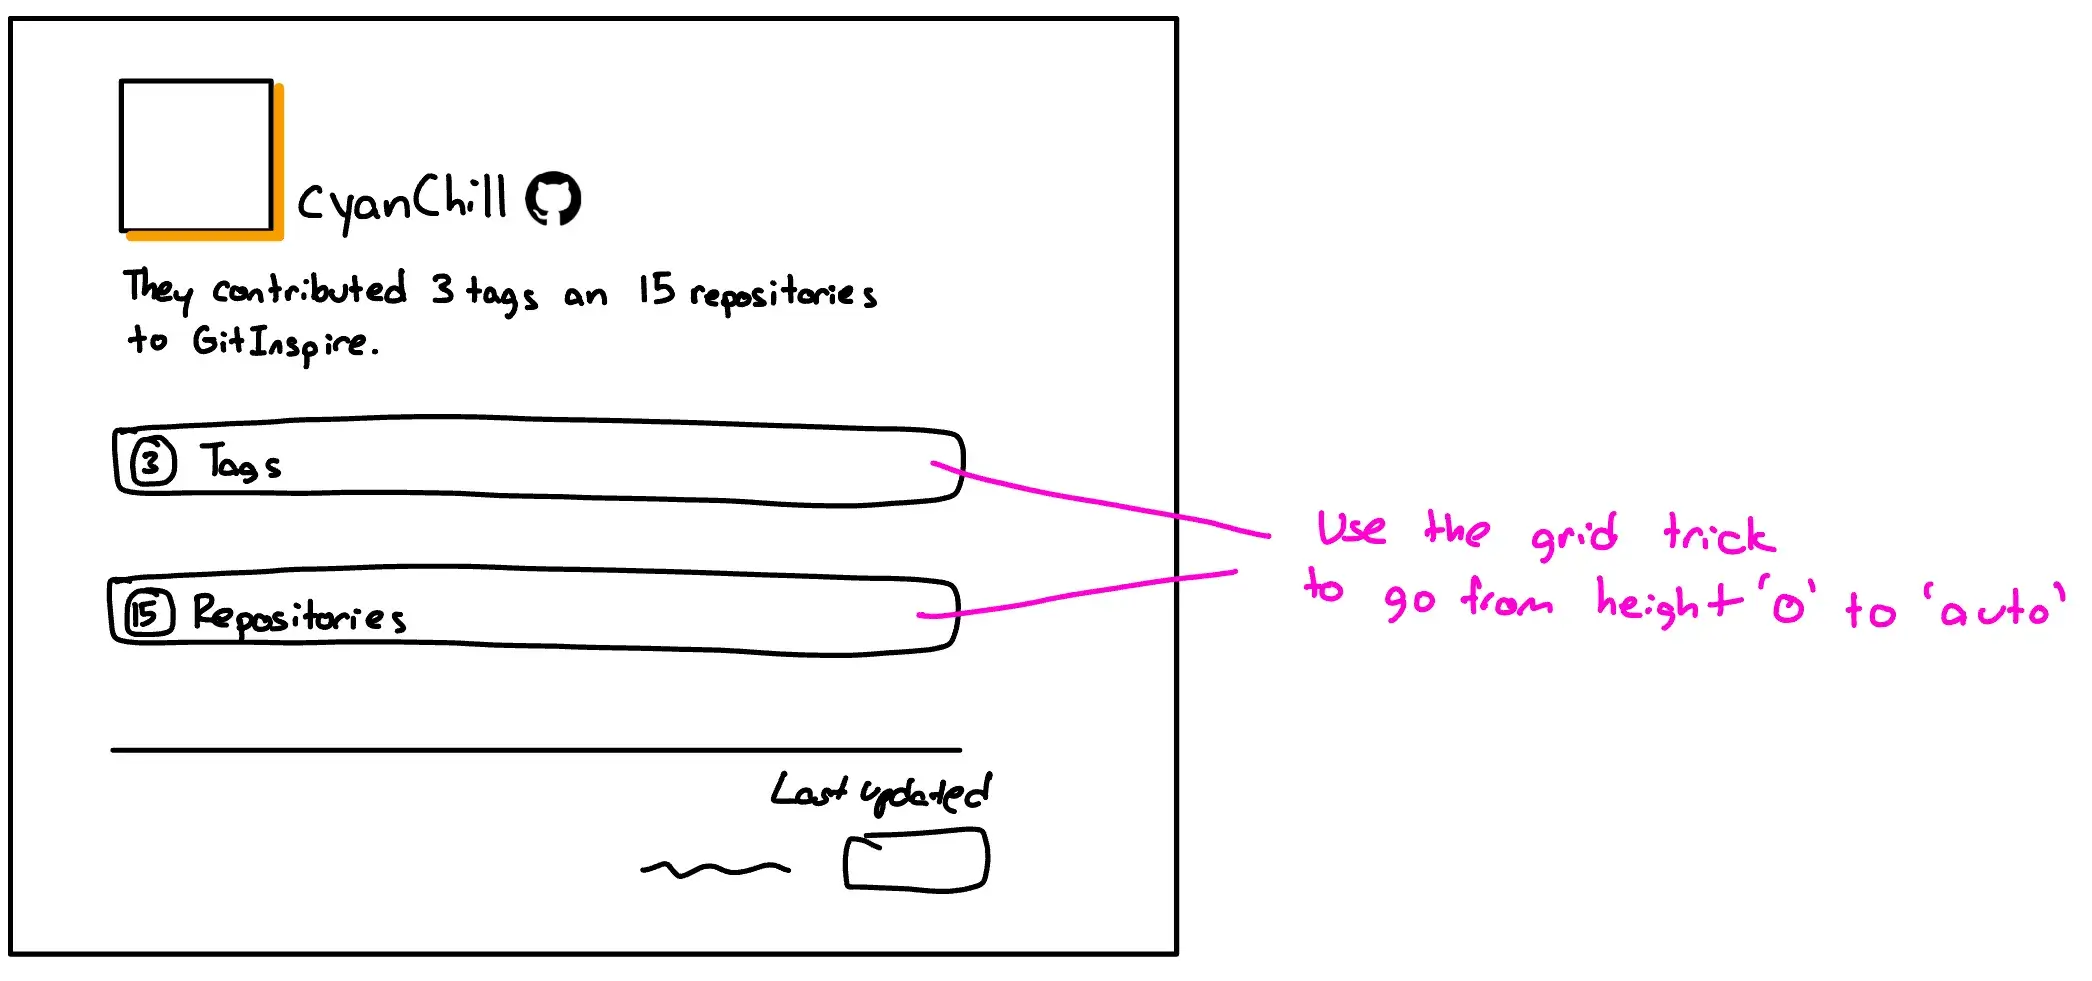 cyanChill
They contributed 3 tags an 15 repositories
to GitInspire.
3 Tags
15 Repositories
Last updated
Use the grid trick
to go from height '0' to 'auto'